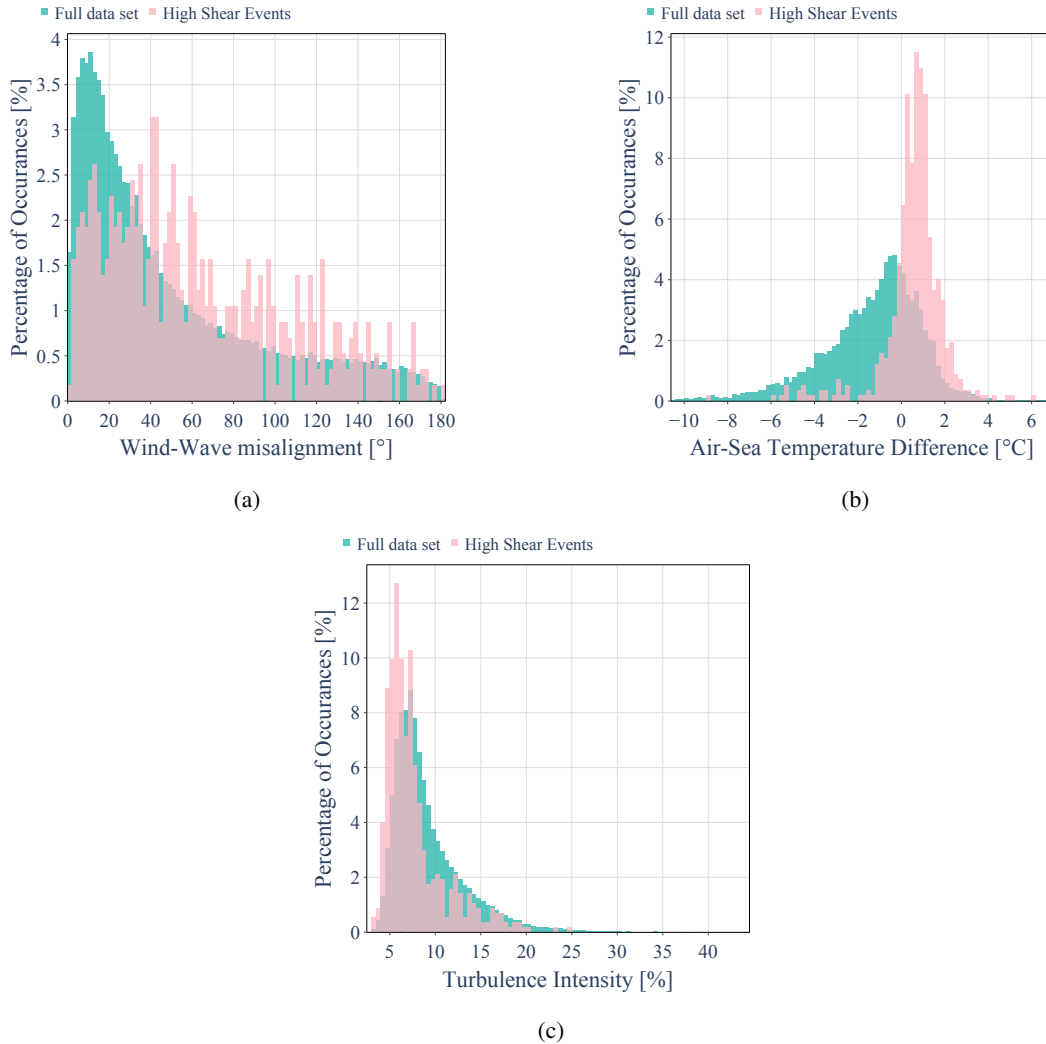 Full data set High Shear Events
4
3.5
3
2.5
2
1.5
1
0.5
0
Percentage of Occurances [%]
0 20 40 60 80 100 120 140 160 180
Wind-Wave misalignment [°]
(a)
Full data set High Shear Events
12
10
8
6
4
2
0
Percentage of Occurances [%]
−10 −8 −6 −4 −2 0 2 4 6
Air-Sea Temperature Difference [°C]
(b)
Full data set High Shear Events
12
10
8
6
4
2
0
Percentage of Occurances [%]
5 10 15 20 25 30 35 40
Turbulence Intensity [%]
(c)